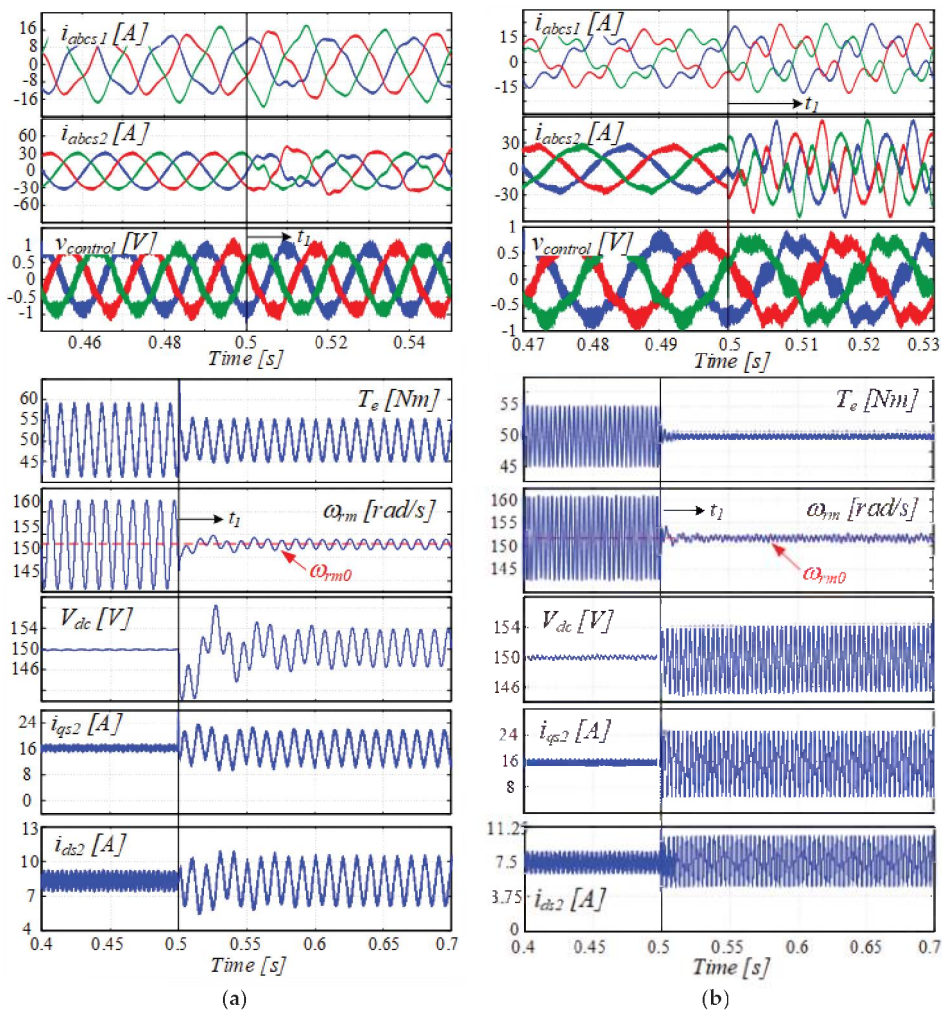 i_abcs1 [A]
16
8
0
-8
-16
i_abcs2 [A]
60
30
0
-30
-60
v_control [V]
t_1
1
0.5
0
-0.5
-1
0.46 0.48 0.5 0.52 0.54
Time [s]
T_e [Nm]
55
50
45
ω_rm [rad/s]
t_1
160
155
150
145
ω_rm0
V_dc [V]
154
150
146
i_qs2 [A]
24
16
8
0
i_ds2 [A]
13
10
7
4
0.4 0.45 0.5 0.55 0.6 0.65 0.7
Time [s]
(a)
i_abcs1 [A]
15
0
-15
t_1
i_abcs2 [A]
30
0
-30
v_control [V]
1
0.5
0
-0.5
-1
0.47 0.48 0.49 0.5 0.51 0.52 0.53
Time [s]
T_e [Nm]
55
50
45
ω_rm [rad/s]
t_1
160
155
150
145
ω_rm0
V_dc [V]
154
150
146
i_qs2 [A]
24
16
8
11.25
7.5
3.75
0
i_ds2 [A]
0.4 0.45 0.5 0.55 0.6 0.65 0.7
Time [s]
(b)